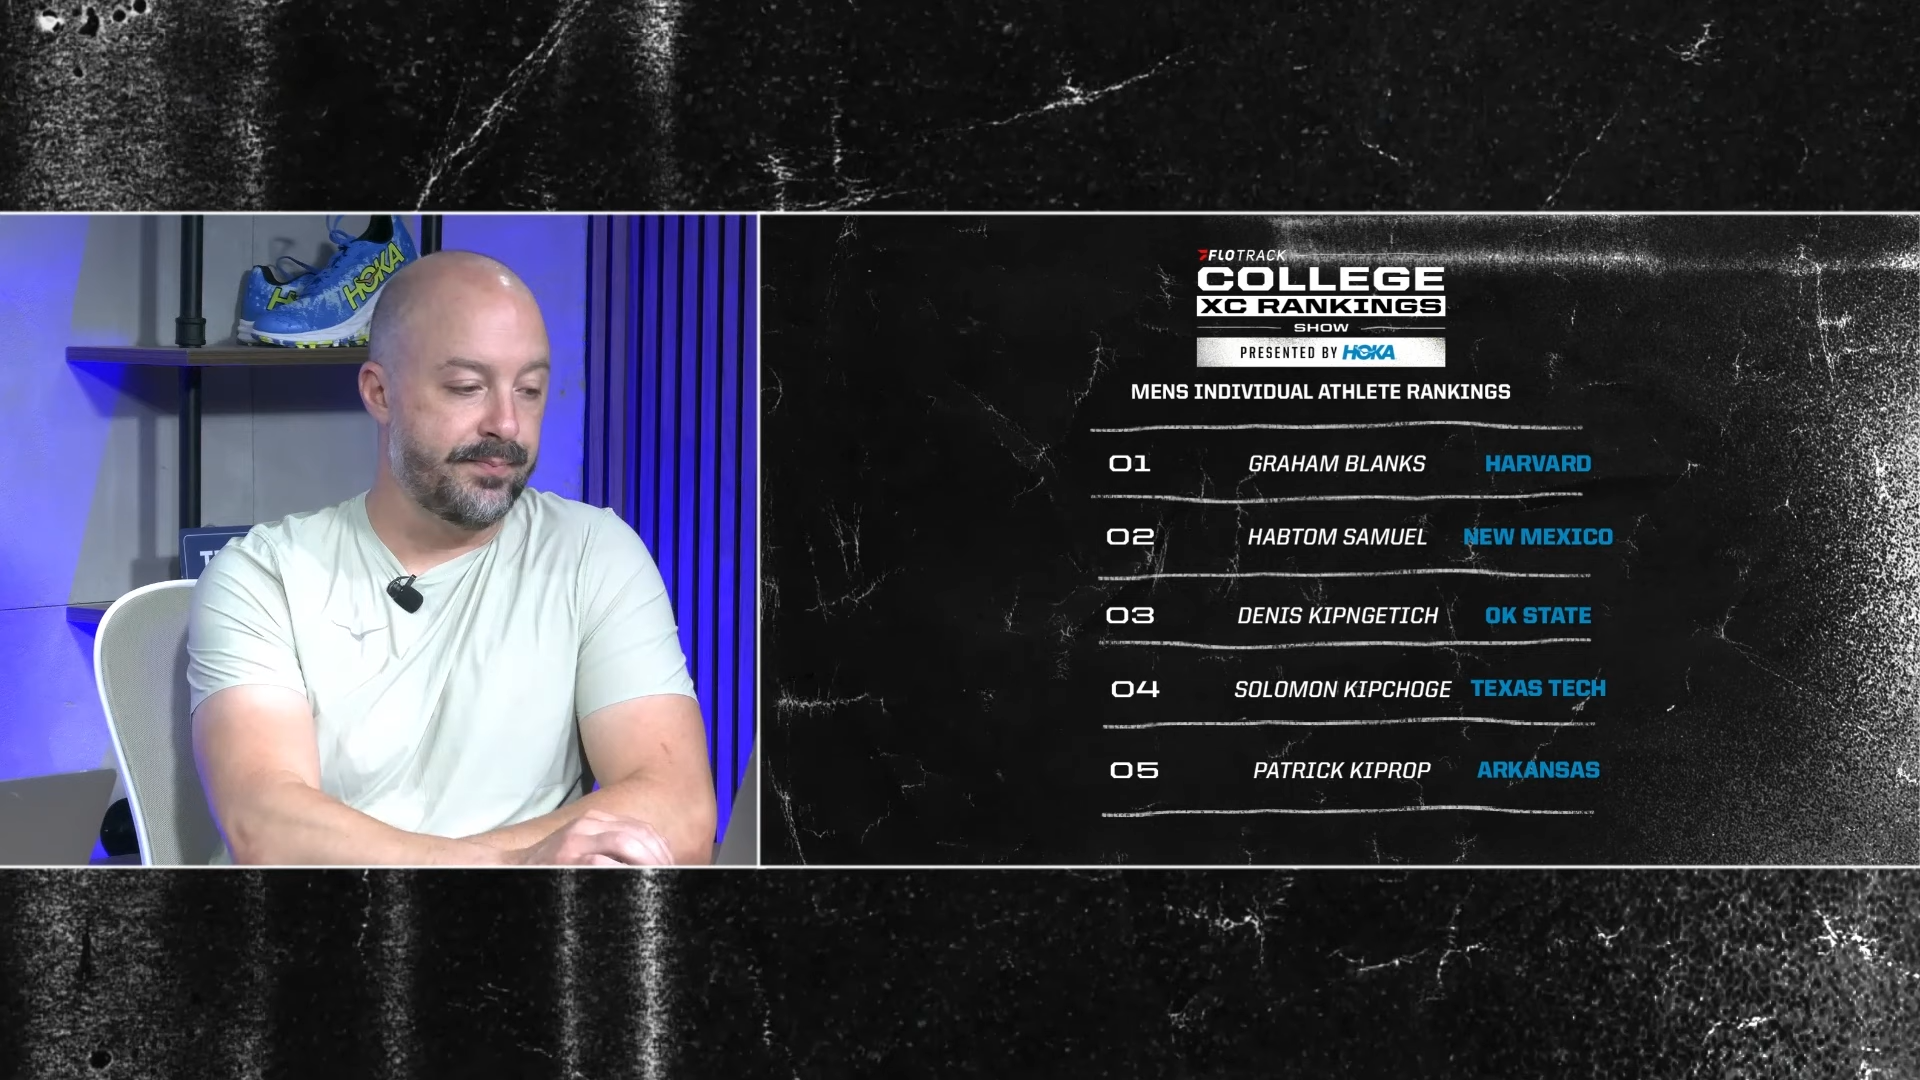 HOKA
FLOTRACK
COLLEGE
XC RANKINGS
SHOW
PRESENTED BY HOKA
MENS INDIVIDUAL ATHLETE RANKINGS
01 GRAHAM BLANKS HARVARD
02 HABTOM SAMUEL NEW MEXICO
03 DENIS KIPNGETICH OK STATE
04 SOLOMON KIPCHOGE TEXAS TECH
05 PATRICK KIPROP ARKANSAS